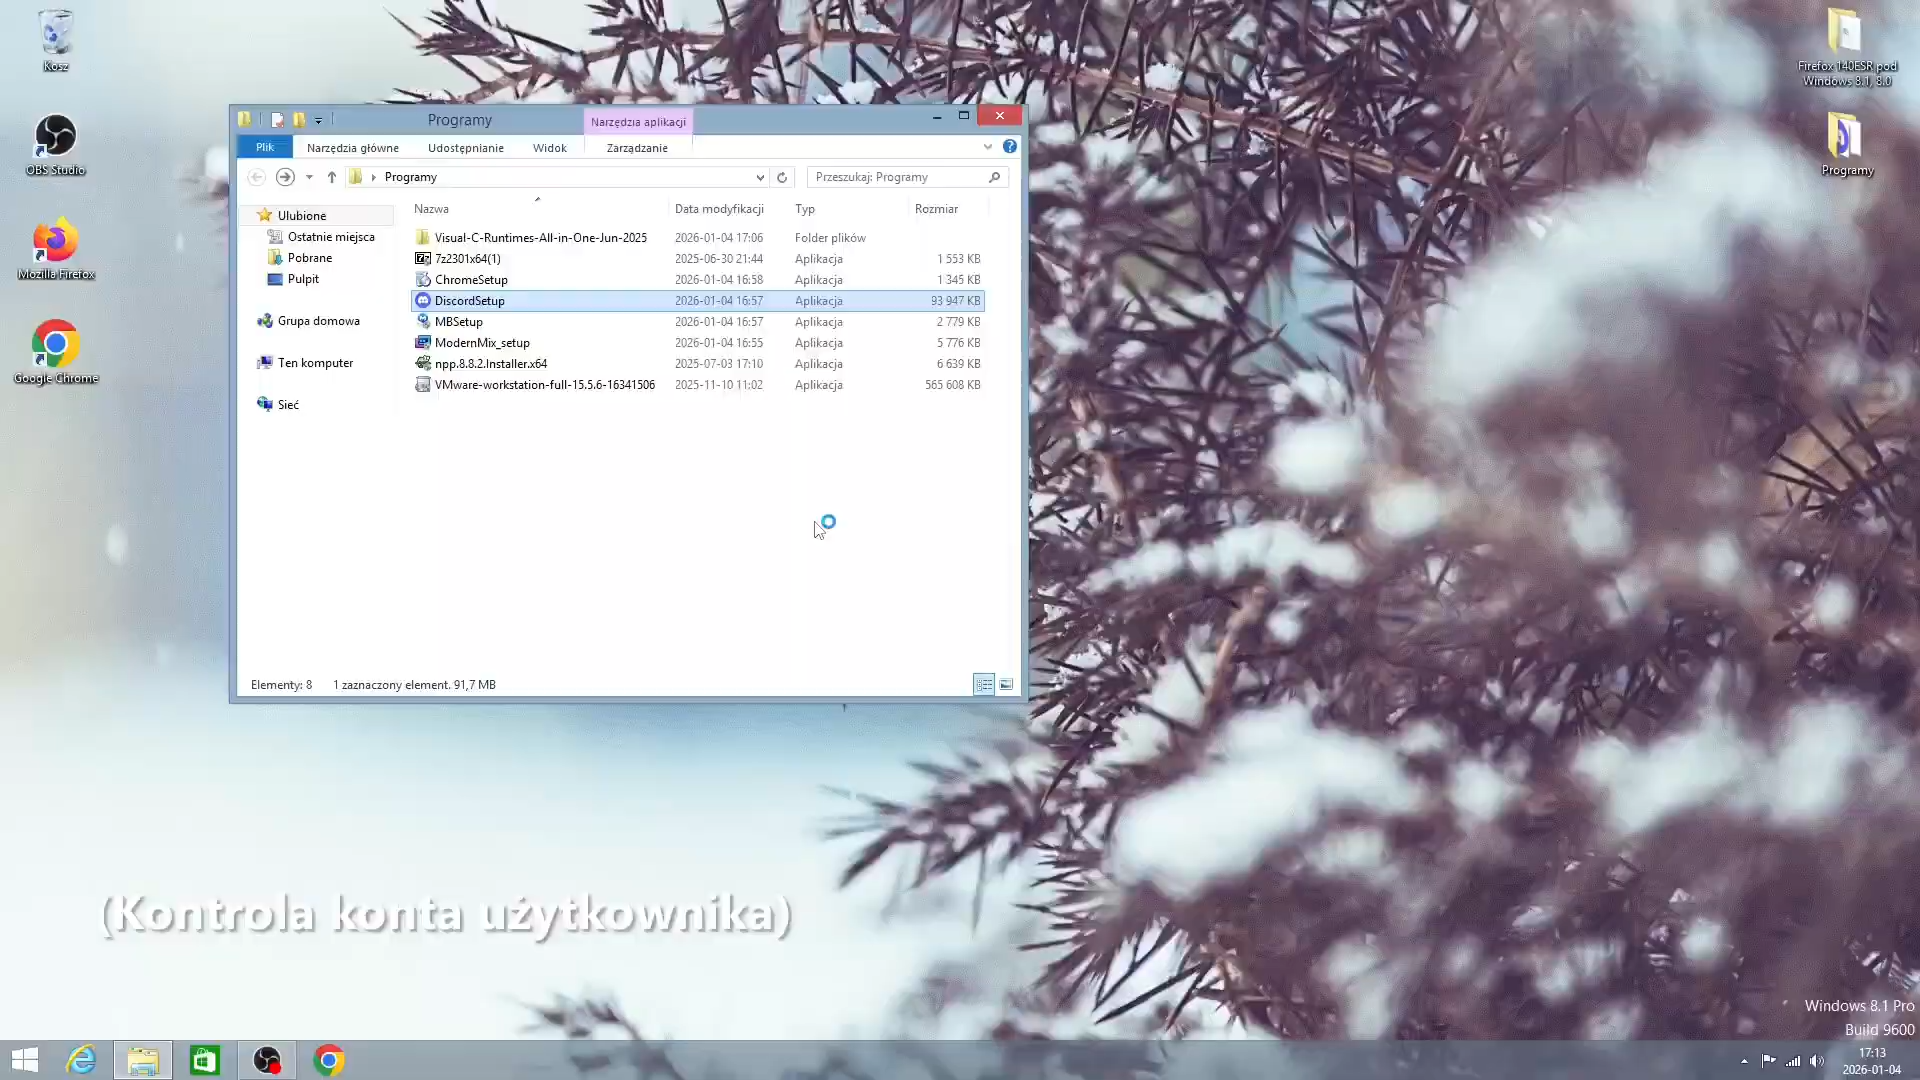 Kosz
OBS Studio
Mozilla Firefox
Google Chrome
Firefox 140ESR pod
Windows 8.1, 8.0
Programy
Programy
Narzędzia aplikacji
Plik
Narzędzia główne
Udostępnianie
Widok
Zarządzanie
Programy
Przeszukaj: Programy
Ulubione
Ostatnie miejsca
Pobrane
Pulpit
Grupa domowa
Ten komputer
Sieć
Nazwa Data modyfikacji Typ Rozmiar
Visual-C-Runtimes-All-in-One-Jun-2025 2026-01-04 17:06 Folder plików
7z2301x64(1) 2025-06-30 21:44 Aplikacja 1 553 KB
ChromeSetup 2026-01-04 16:58 Aplikacja 1 345 KB
DiscordSetup 2026-01-04 16:57 Aplikacja 93 947 KB
MBSetup 2026-01-04 16:57 Aplikacja 2 779 KB
ModernMix_setup 2026-01-04 16:55 Aplikacja 5 776 KB
npp.8.8.2.Installer.x64 2025-07-03 17:10 Aplikacja 6 639 KB
VMware-workstation-full-15.5.6-16341506 2025-11-10 11:02 Aplikacja 565 608 KB
Elementy: 8 1 zaznaczony element. 91,7 MB
(Kontrola konta użytkownika)
Windows 8.1 Pro
Build 9600
17:13
2026-01-04